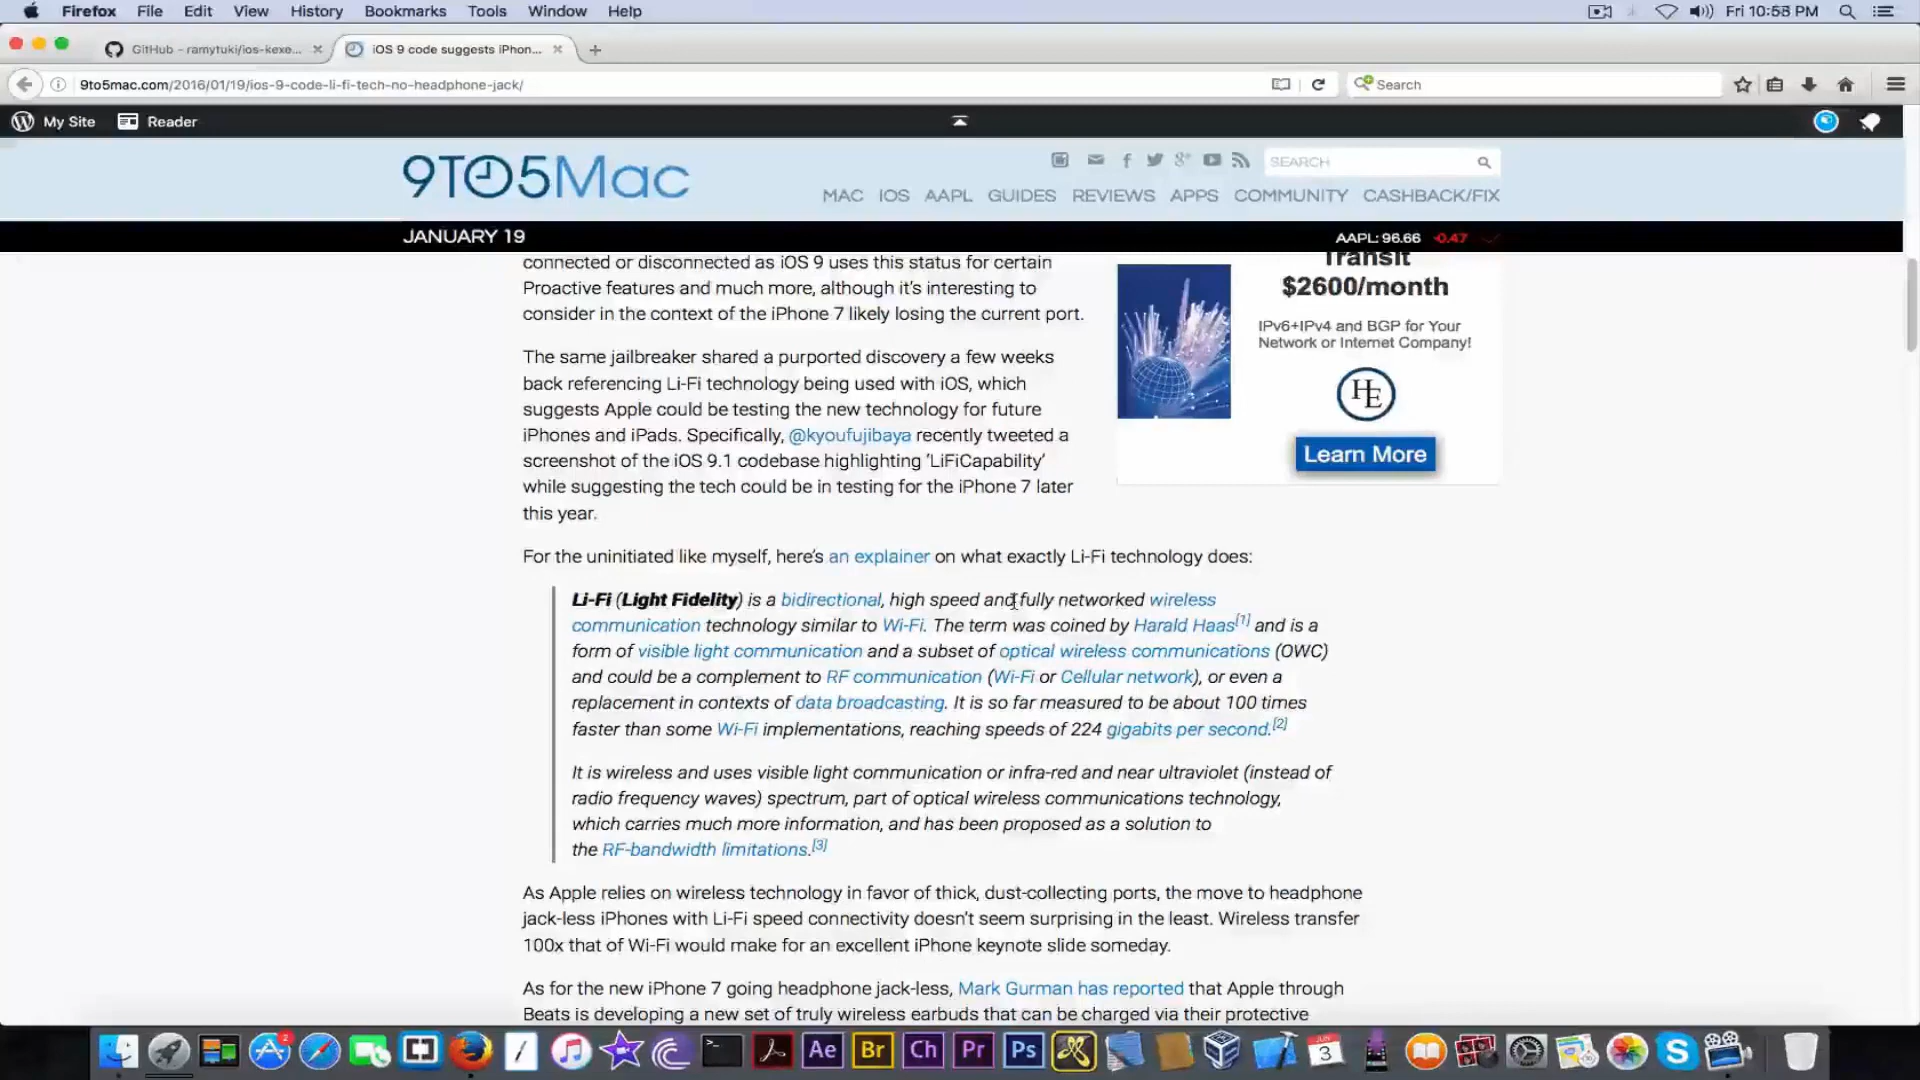 Firefox File Edit View History Bookmarks Tools Window Help Fri 10:53 PM
GitHub - ramytuki/ios-kexe... iOS 9 code suggests iPhon...
9to5mac.com/2016/01/19/ios-9-code-li-fi-tech-no-headphone-jack/ Search
My Site Reader
9TO5Mac SEARCH
MAC IOS AAPL GUIDES REVIEWS APPS COMMUNITY CASHBACK/FIX
JANUARY 19 AAPL: 96.66 -0.47
connected or disconnected as iOS 9 uses this status for certain
Proactive features and much more, although it's interesting to
consider in the context of the iPhone 7 likely losing the current port.
Transit
$2600/month
IPv6+IPv4 and BGP for Your
Network or Internet Company!
HE
Learn More
The same jailbreaker shared a purported discovery a few weeks
back referencing Li-Fi technology being used with iOS, which
suggests Apple could be testing the new technology for future
iPhones and iPads. Specifically, @kyoufujibaya recently tweeted a
screenshot of the iOS 9.1 codebase highlighting 'LiFiCapability'
while suggesting the tech could be in testing for the iPhone 7 later
this year.
For the uninitiated like myself, here's an explainer on what exactly Li-Fi technology does:
Li-Fi (Light Fidelity) is a bidirectional, high speed and fully networked wireless
communication technology similar to Wi-Fi. The term was coined by Harald Haas[1] and is a
form of visible light communication and a subset of optical wireless communications (OWC)
and could be a complement to RF communication (Wi-Fi or Cellular network), or even a
replacement in contexts of data broadcasting. It is so far measured to be about 100 times
faster than some Wi-Fi implementations, reaching speeds of 224 gigabits per second.[2]
It is wireless and uses visible light communication or infra-red and near ultraviolet (instead of
radio frequency waves) spectrum, part of optical wireless communications technology,
which carries much more information, and has been proposed as a solution to
the RF-bandwidth limitations.[3]
As Apple relies on wireless technology in favor of thick, dust-collecting ports, the move to headphone
jack-less iPhones with Li-Fi speed connectivity doesn't seem surprising in the least. Wireless transfer
100x that of Wi-Fi would make for an excellent iPhone keynote slide someday.
As for the new iPhone 7 going headphone jack-less, Mark Gurman has reported that Apple through
Beats is developing a new set of truly wireless earbuds that can be charged via their protective
2 Ae Br Ch Pr Ps JUN 3